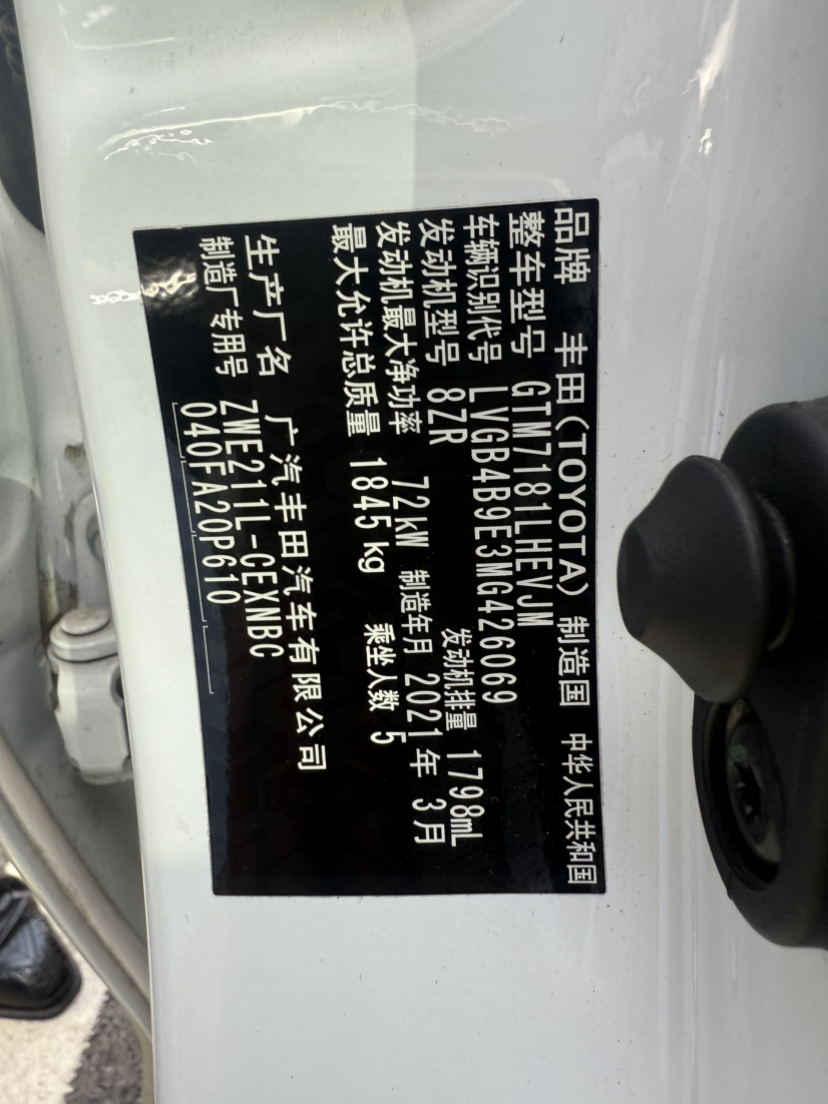 品牌 丰田(TOYOTA) 制造国 中华人民共和国
整车型号 GTM7181LHEVJM
车辆识别代号 LVGB4B9E3MG426069
发动机型号 8ZR 发动机排量 1798mL
发动机最大净功率 72kW 制造年月 2021年 3月
最大允许总质量 1845kg 乘坐人数 5
生产厂名 广汽丰田汽车有限公司
制造厂专用号 ZWE211L-CEXNBC
040FA20P610